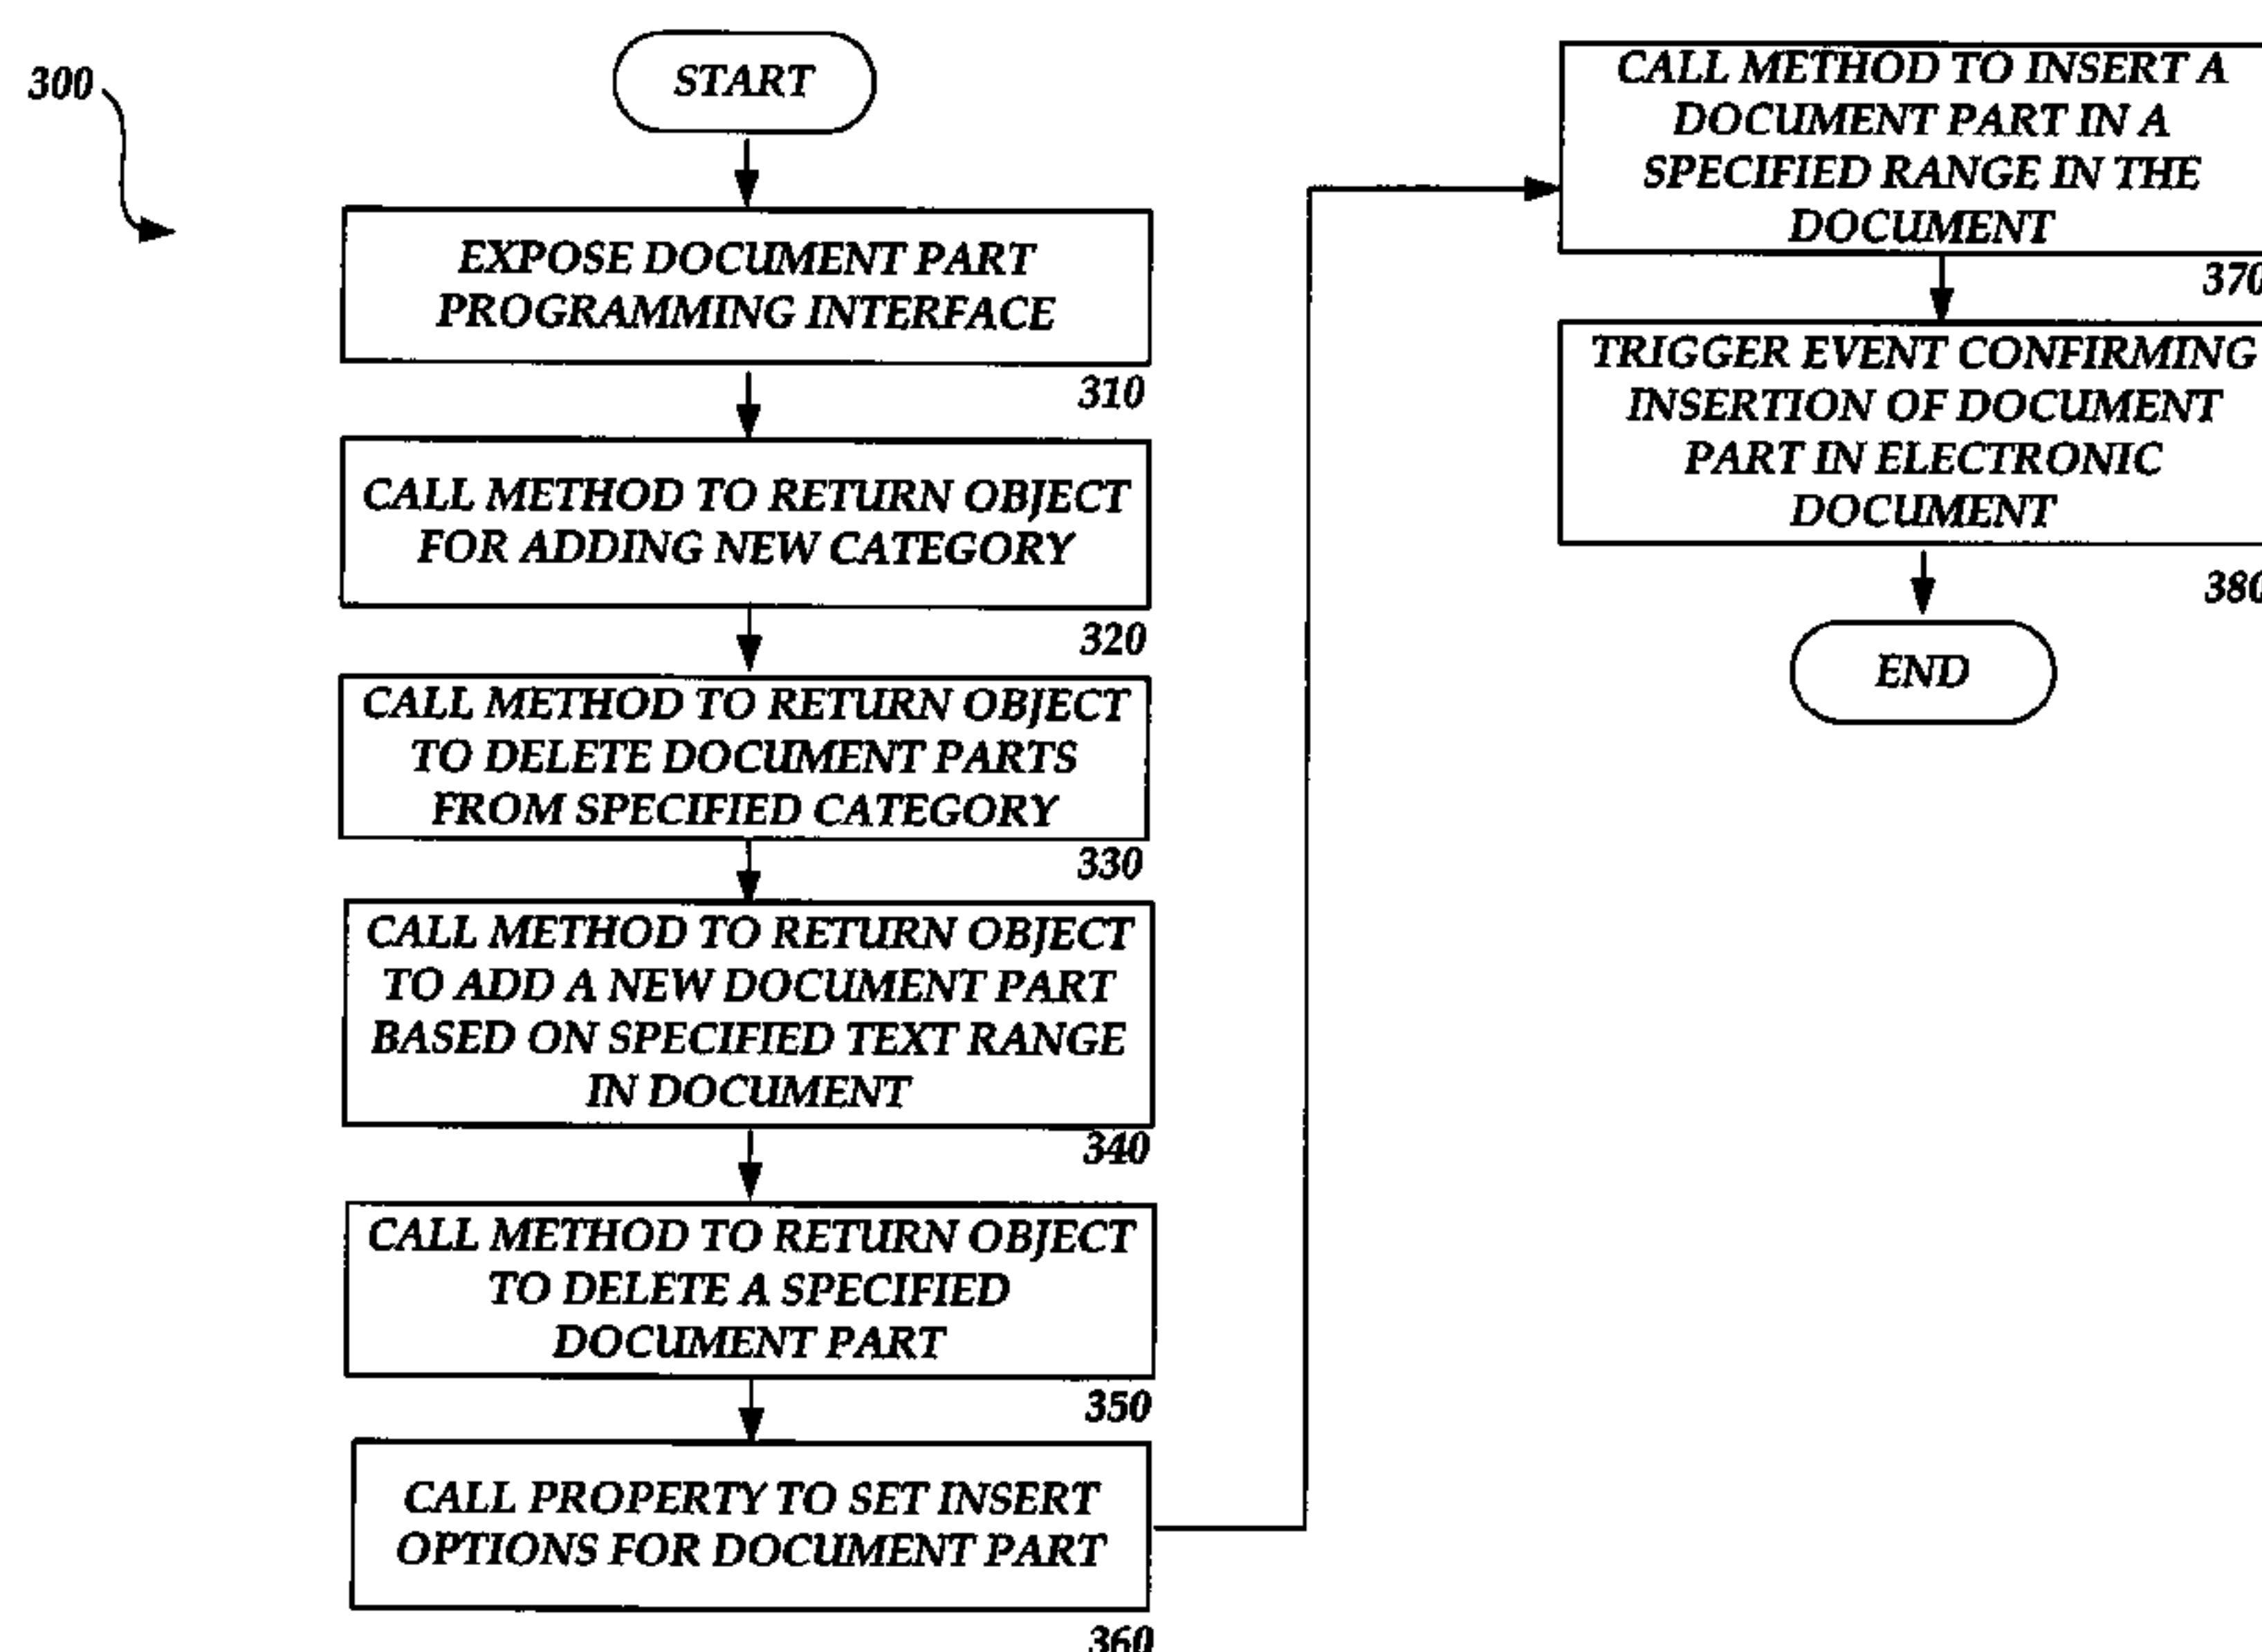 300
START
EXPOSE DOCUMENT PART
PROGRAMMING INTERFACE
310
CALL METHOD TO RETURN OBJECT
FOR ADDING NEW CATEGORY
320
CALL METHOD TO RETURN OBJECT
TO DELETE DOCUMENT PARTS
FROM SPECIFIED CATEGORY
330
CALL METHOD TO RETURN OBJECT
TO ADD A NEW DOCUMENT PART
BASED ON SPECIFIED TEXT RANGE
IN DOCUMENT
340
CALL METHOD TO RETURN OBJECT
TO DELETE A SPECIFIED
DOCUMENT PART
350
CALL PROPERTY TO SET INSERT
OPTIONS FOR DOCUMENT PART
360
CALL METHOD TO INSERT A
DOCUMENT PART IN A
SPECIFIED RANGE IN THE
DOCUMENT
370
TRIGGER EVENT CONFIRMING
INSERTION OF DOCUMENT
PART IN ELECTRONIC
DOCUMENT
380
END